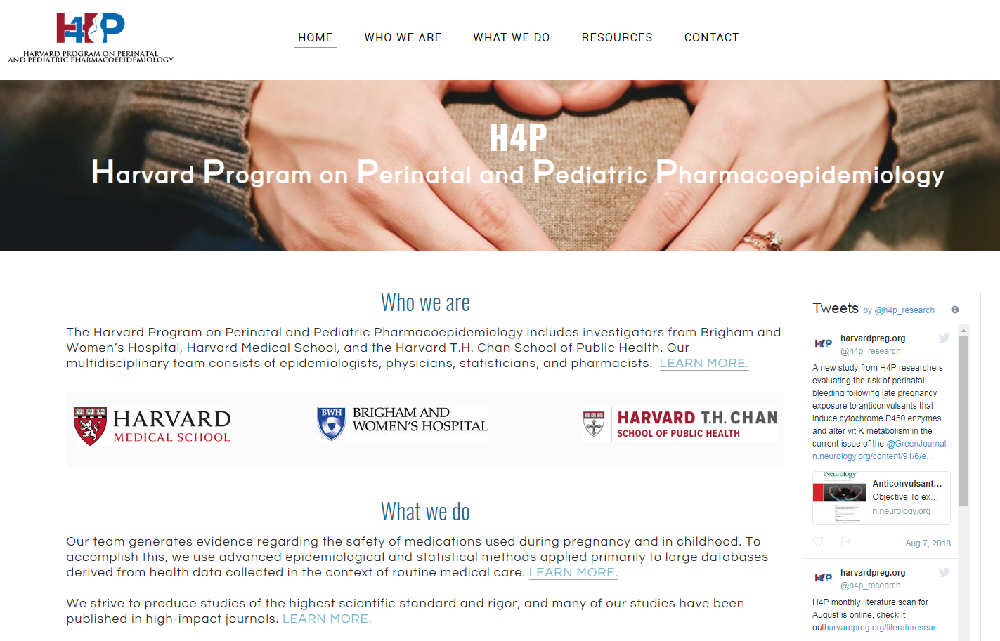 H4P
HARVARD PROGRAM ON PERINATAL
AND PEDIATRIC PHARMACOEPIDEMIOLOGY
HOME
WHO WE ARE
WHAT WE DO
RESOURCES
CONTACT
H4P
Harvard Program on Perinatal and Pediatric Pharmacoepidemiology
Who we are
The Harvard Program on Perinatal and Pediatric Pharmacoepidemiology includes investigators from Brigham and
Women's Hospital, Harvard Medical School, and the Harvard T.H. Chan School of Public Health. Our
multidisciplinary team consists of epidemiologists, physicians, statisticians, and pharmacists. LEARN MORE.
HARVARD
MEDICAL SCHOOL
BWH
BRIGHAM AND
WOMEN'S HOSPITAL
HARVARD T.H. CHAN
SCHOOL OF PUBLIC HEALTH
What we do
Our team generates evidence regarding the safety of medications used during pregnancy and in childhood. To
accomplish this, we use advanced epidemiological and statistical methods applied primarily to large databases
derived from health data collected in the context of routine medical care. LEARN MORE.
We strive to produce studies of the highest scientific standard and rigor, and many of our studies have been
published in high-impact journals. LEARN MORE.
Tweets by @h4p_research
H4P
harvardpreg.org
@h4p_research
A new study from H4P researchers
evaluating the risk of perinatal
bleeding following late pregnancy
exposure to anticonvulsants that
induce cytochrome P450 enzymes
and alter vit K metabolism in the
current issue of the @GreenJournal
n.neurology.org/content/91/6/e…
Neurology
Anticonvulsant…
Objective To ex…
n.neurology.org
Aug 7, 2018
H4P
harvardpreg.org
@h4p_research
H4P monthly literature scan for
August is online, check it
outharvardpreg.org/literaturesear…